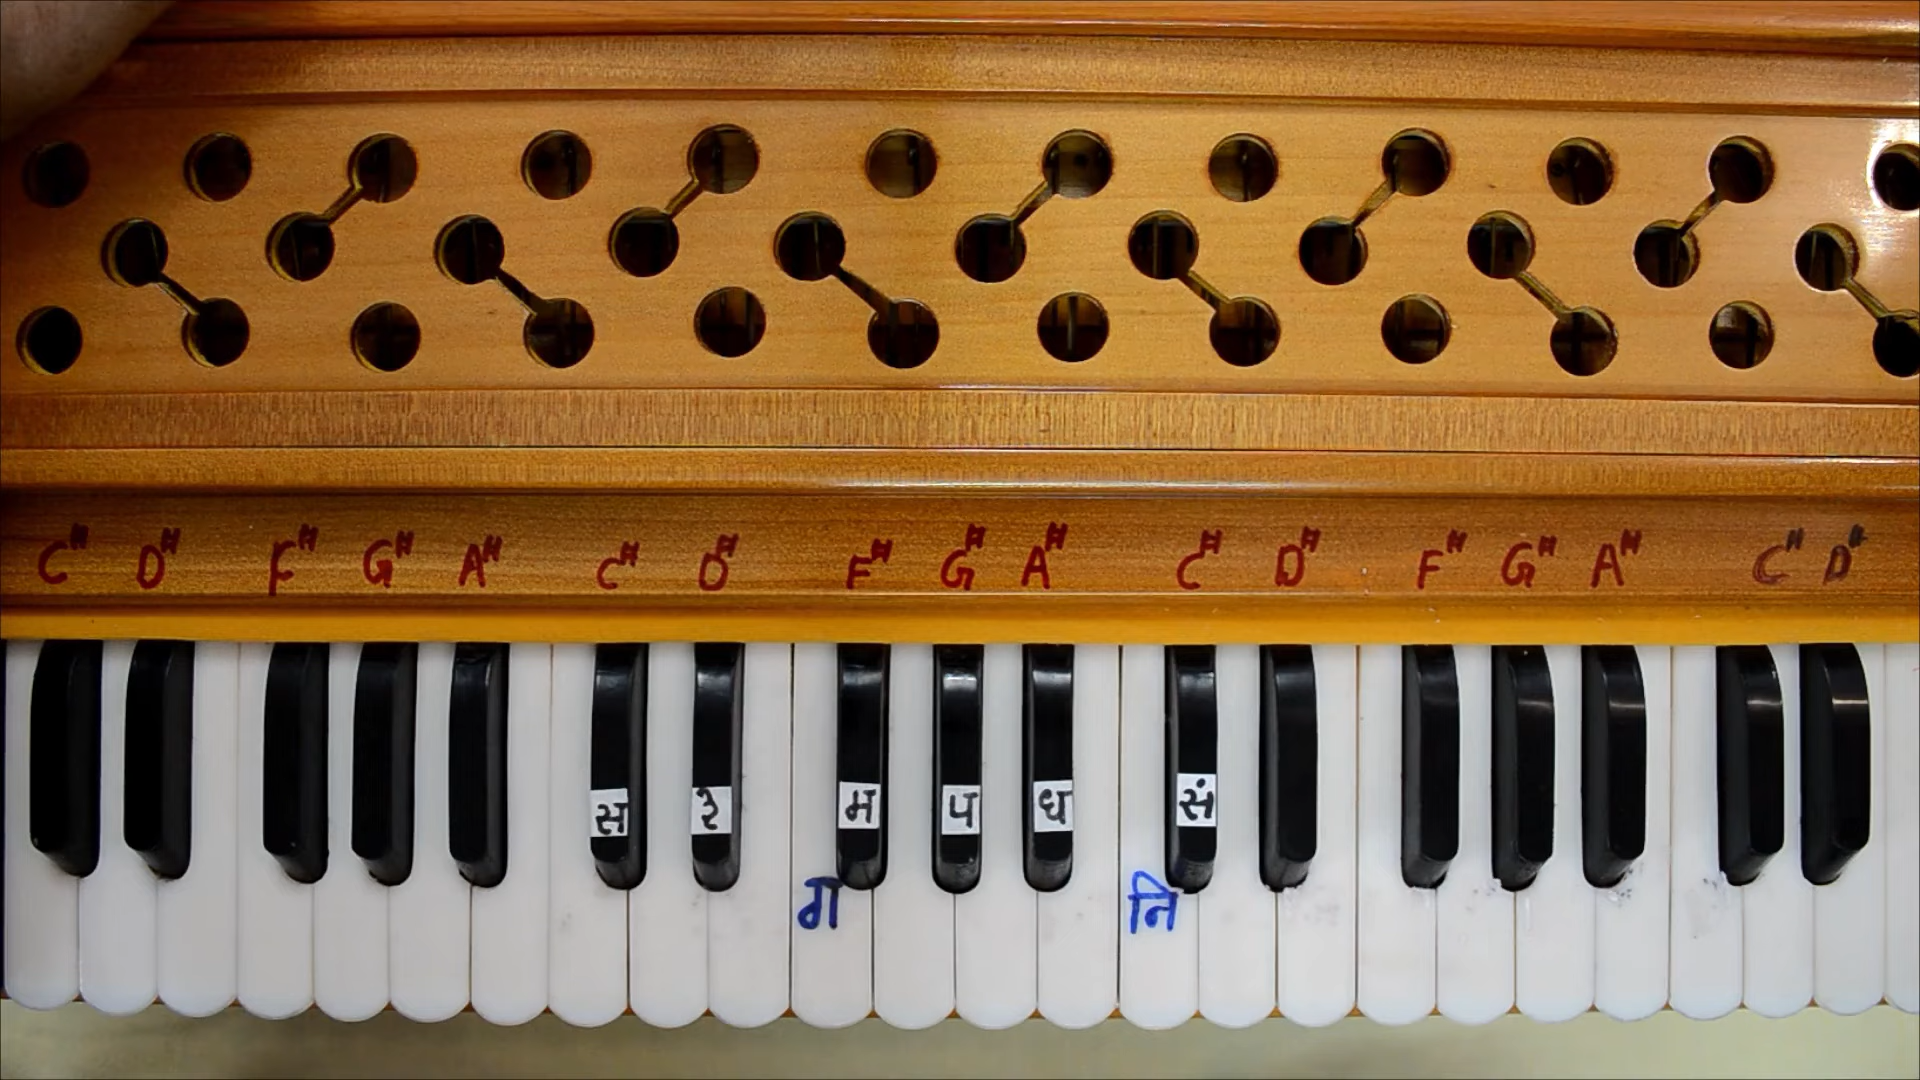 C# D# F# G# A# C# D# F# G# A# C# D# F# G# A# C# D#
स रे म प ध सं
ग नि